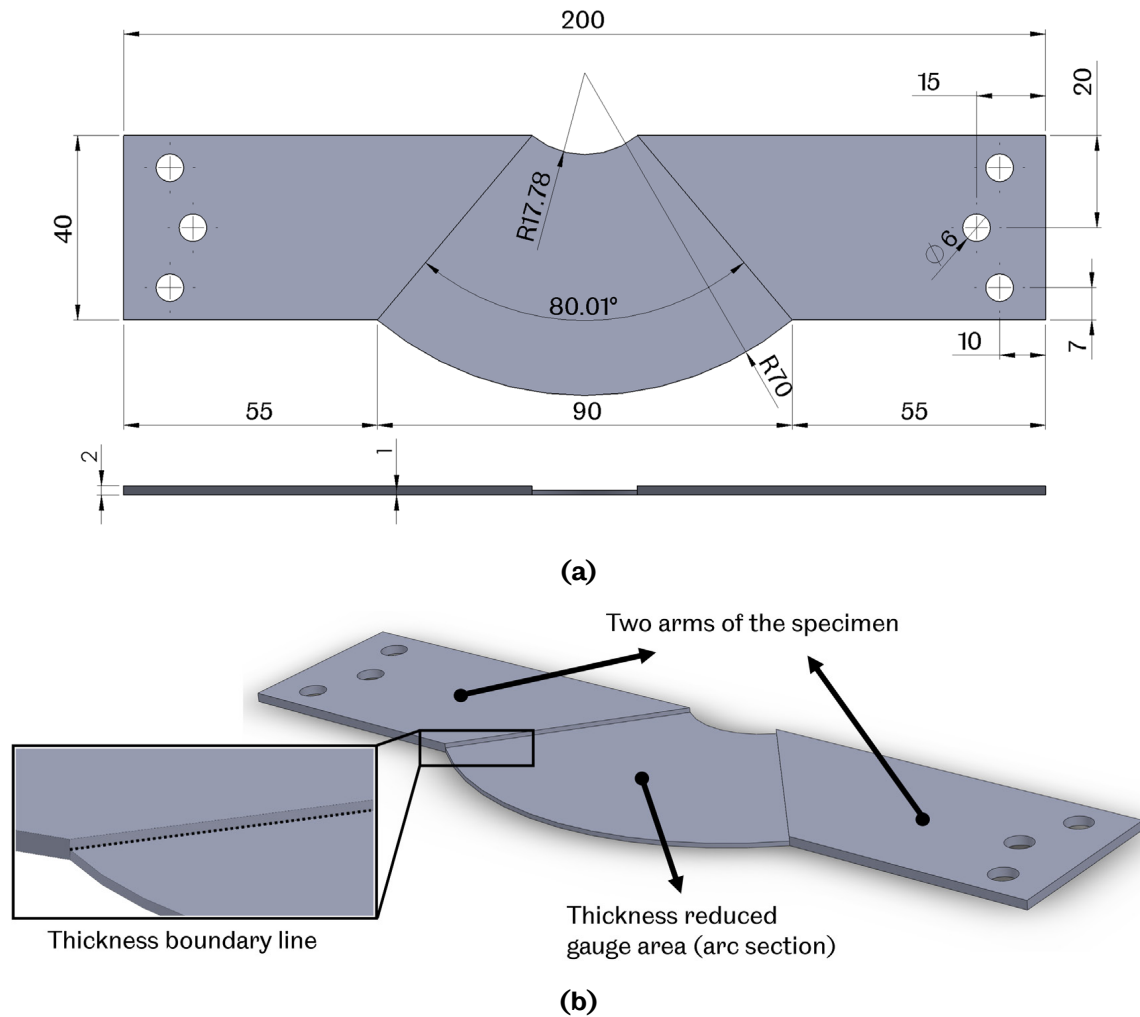 200
15
20
40
R17.78
Ø 6
80.01°
10
7
R70
55
90
55
2
1
(a)
Two arms of the specimen
Thickness boundary line
Thickness reduced
gauge area (arc section)
(b)